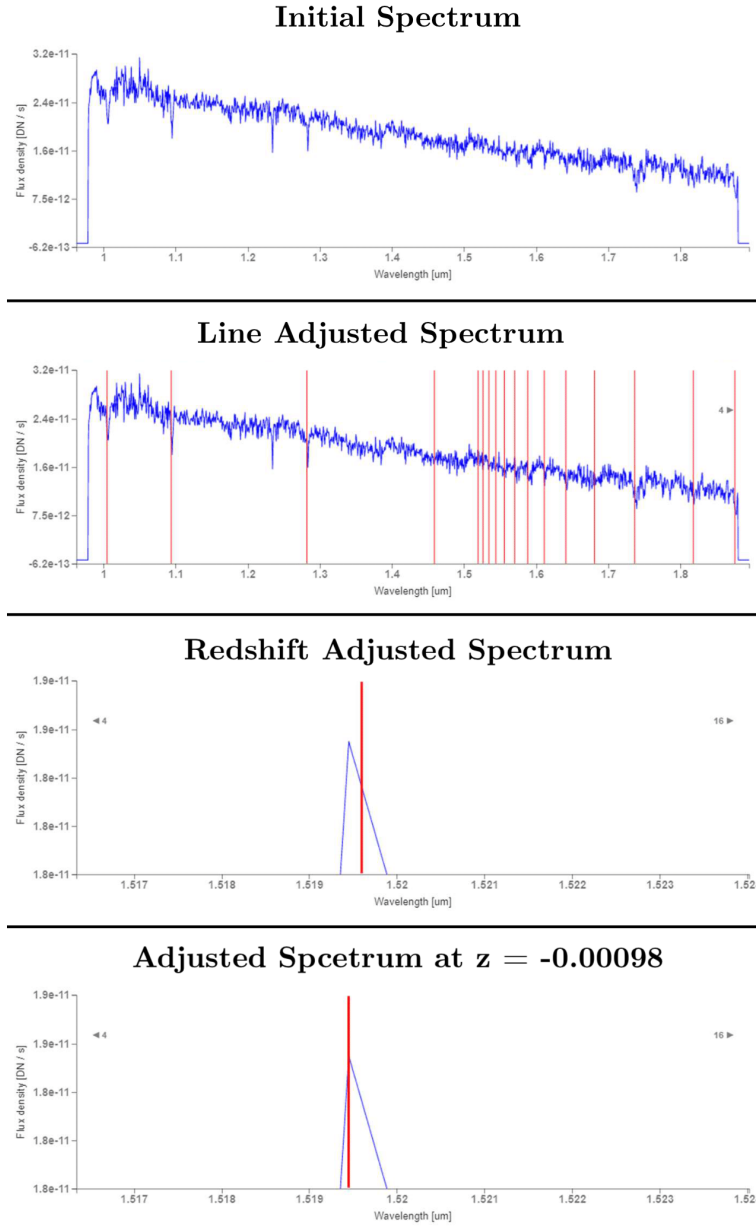 Initial Spectrum
3.2e-11
2.4e-11
1.6e-11
7.5e-12
-6.2e-13
Flux density [DN / s]
1 1.1 1.2 1.3 1.4 1.5 1.6 1.7 1.8
Wavelength [um]
Line Adjusted Spectrum
3.2e-11
2.4e-11
1.6e-11
7.5e-12
-6.2e-13
Flux density [DN / s]
4 ►
1 1.1 1.2 1.3 1.4 1.5 1.6 1.7 1.8
Wavelength [um]
Redshift Adjusted Spectrum
1.9e-11
1.9e-11
1.8e-11
1.8e-11
1.8e-11
Flux density [DN / s]
◄ 4
16 ►
1.517 1.518 1.519 1.52 1.521 1.522 1.523 1.52
Wavelength [um]
Adjusted Spcetrum at z = -0.00098
1.9e-11
1.9e-11
1.8e-11
1.8e-11
1.8e-11
Flux density [DN / s]
◄ 4
16 ►
1.517 1.518 1.519 1.52 1.521 1.522 1.523 1.52
Wavelength [um]